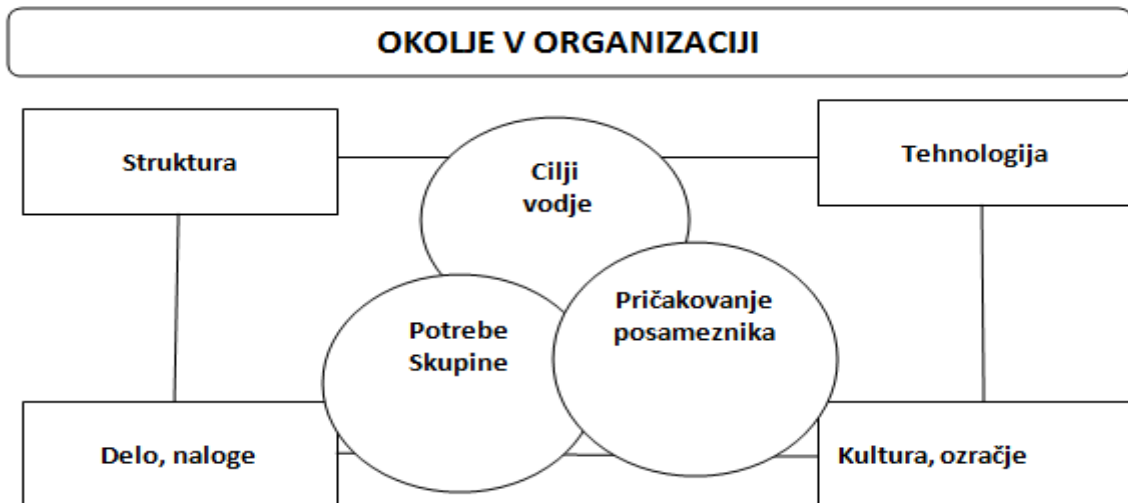 OKOLJE V ORGANIZACIJI
Struktura
Cilji
vodje
Tehnologija
Potrebe
Skupine
Pričakovanje
posameznika
Delo, naloge
Kultura, ozračje